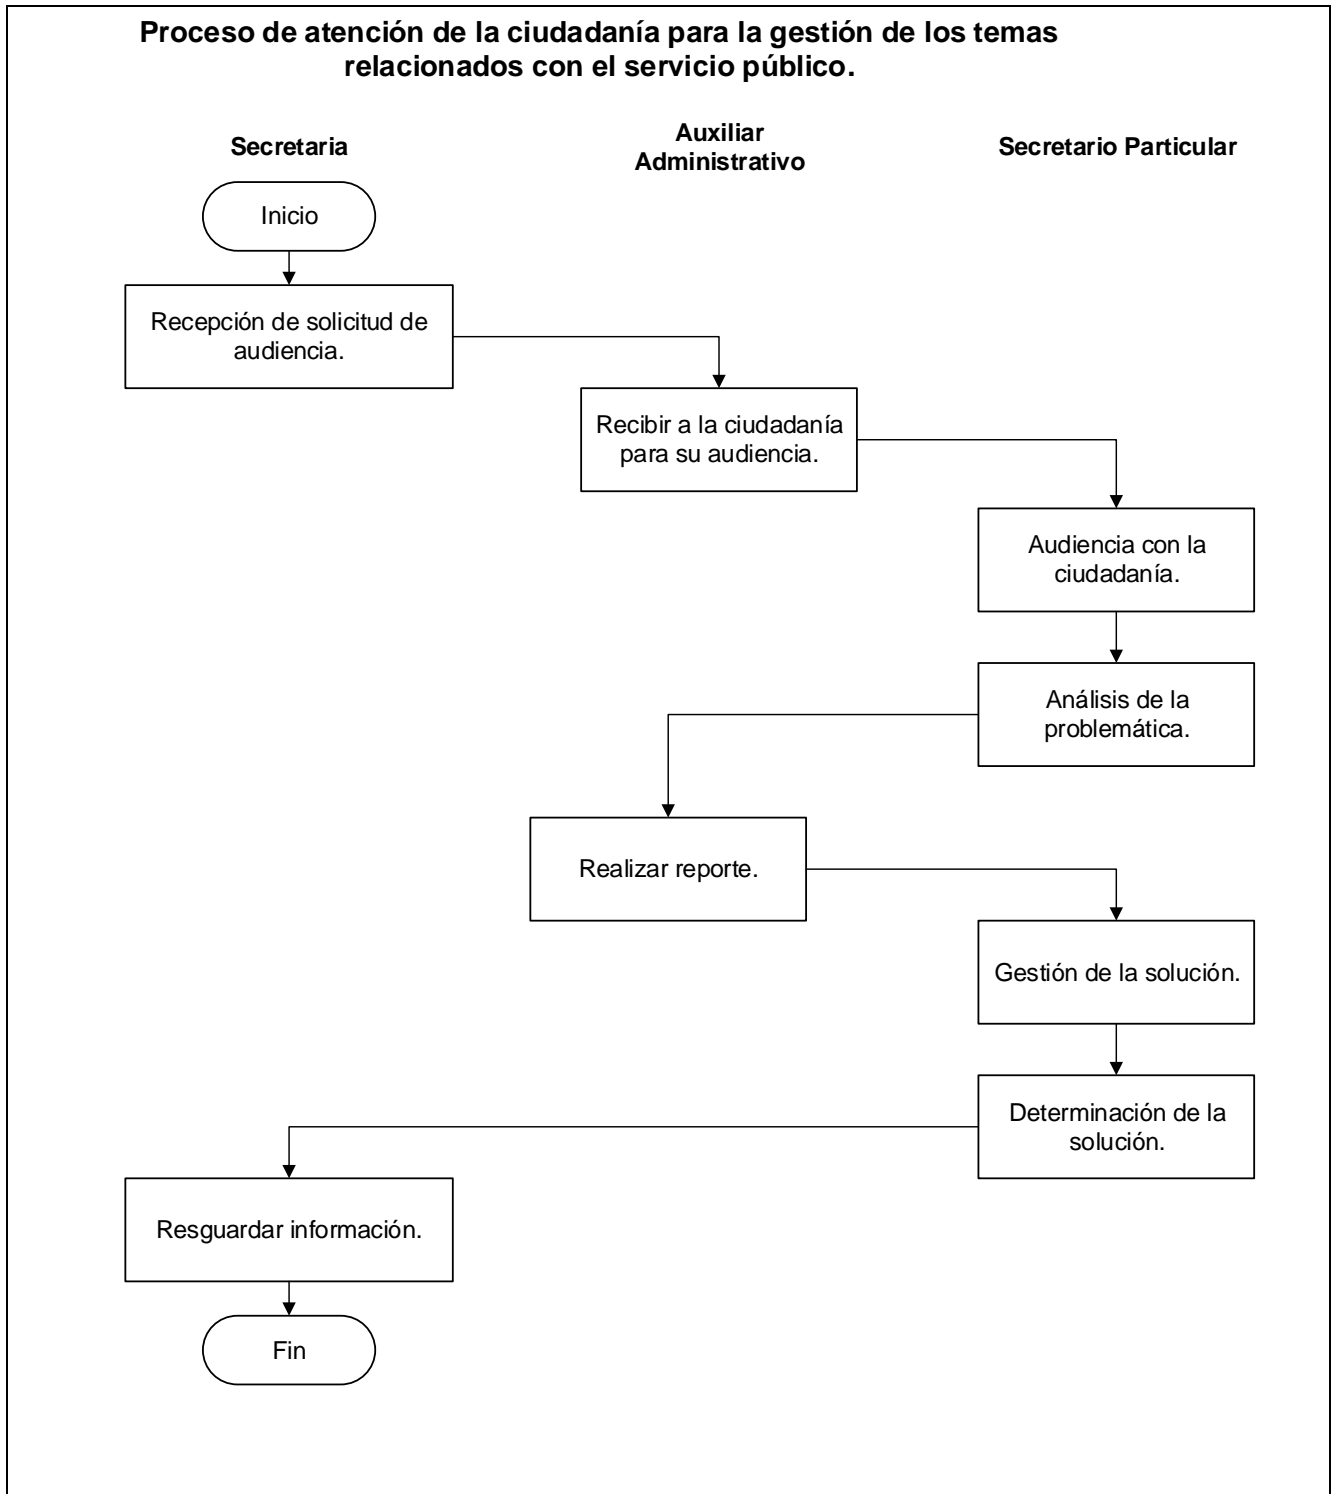 Proceso de atención de la ciudadanía para la gestión de los temas
relacionados con el servicio público.
Secretaria
Auxiliar
Administrativo
Secretario Particular
Inicio
Recepción de solicitud de
audiencia.
Recibir a la ciudadanía
para su audiencia.
Audiencia con la
ciudadanía.
Análisis de la
problemática.
Realizar reporte.
Gestión de la solución.
Determinación de la
solución.
Resguardar información.
Fin